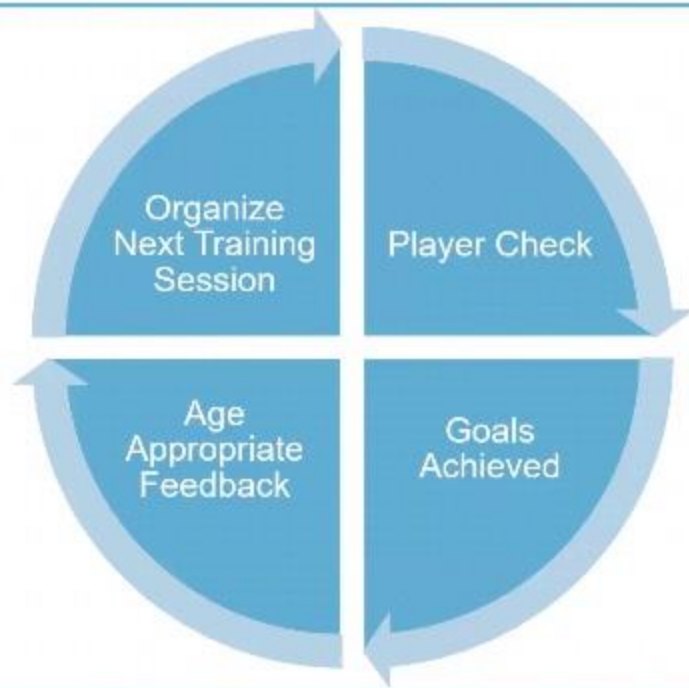 Organize
Next Training
Session
Player Check
Goals
Achieved
Age
Appropriate
Feedback